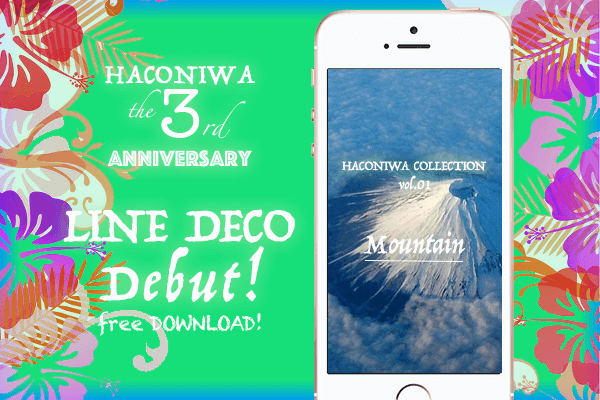 HACONIWA
the 3rd
ANNIVERSARY
LINE DECO
Debut!
free DOWNLOAD!
HACONIWA COLLECTION
vol.01
Mountain